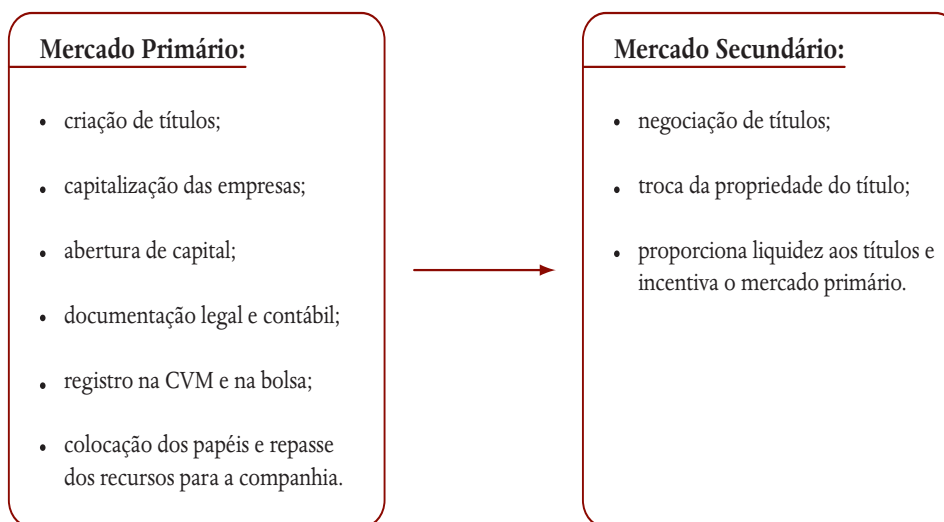 Mercado Primário:
• criação de títulos;
• capitalização das empresas;
• abertura de capital;
• documentação legal e contábil;
• registro na CVM e na bolsa;
• colocação dos papéis e repasse
dos recursos para a companhia.
Mercado Secundário:
• negociação de títulos;
• troca da propriedade do título;
• proporciona liquidez aos títulos e
incentiva o mercado primário.